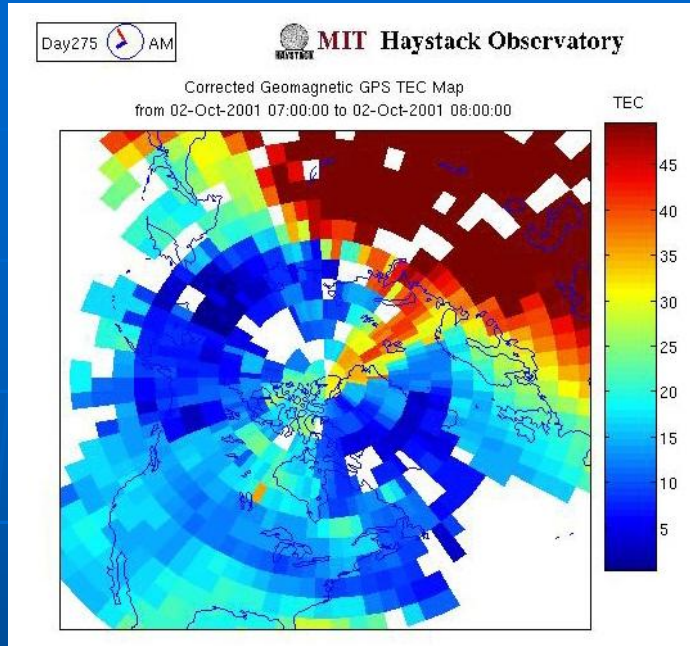 Day275 AM
HAYSTACK
MIT Haystack Observatory
Corrected Geomagnetic GPS TEC Map
from 02-Oct-2001 07:00:00 to 02-Oct-2001 08:00:00
TEC
45
40
35
30
25
20
15
10
5